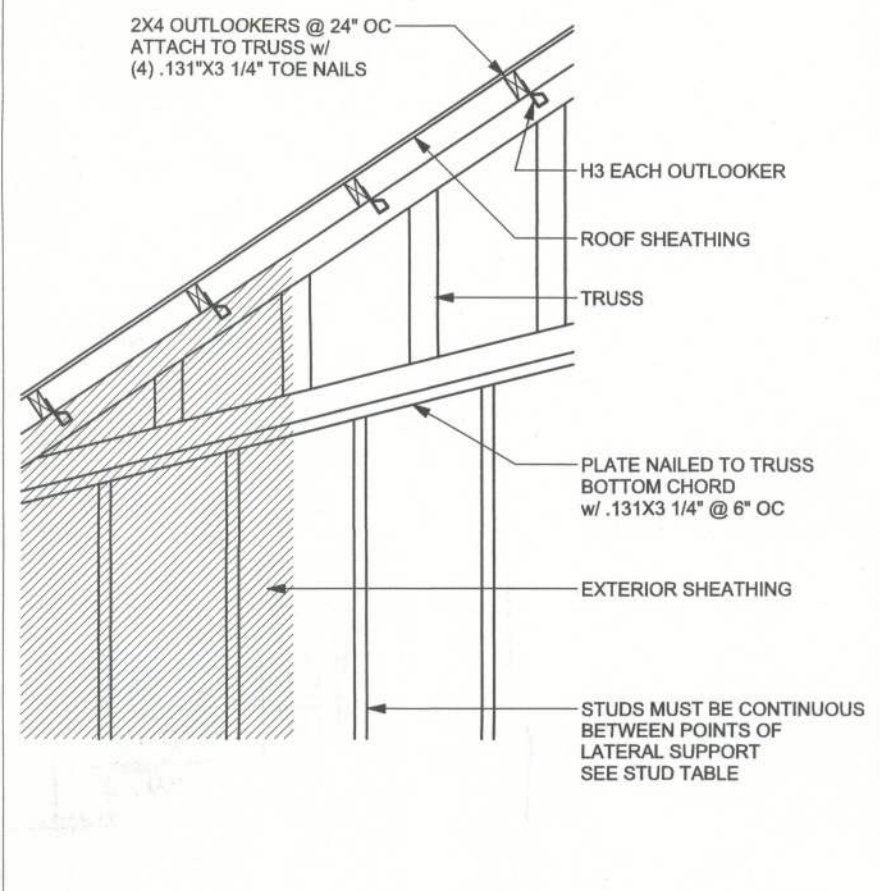 2X4 OUTLOOKERS @ 24" OC
ATTACH TO TRUSS w/
(4) .131"X3 1/4" TOE NAILS
H3 EACH OUTLOOKER
ROOF SHEATHING
TRUSS
PLATE NAILED TO TRUSS
BOTTOM CHORD
w/ .131X3 1/4" @ 6" OC
EXTERIOR SHEATHING
STUDS MUST BE CONTINUOUS
BETWEEN POINTS OF
LATERAL SUPPORT
SEE STUD TABLE